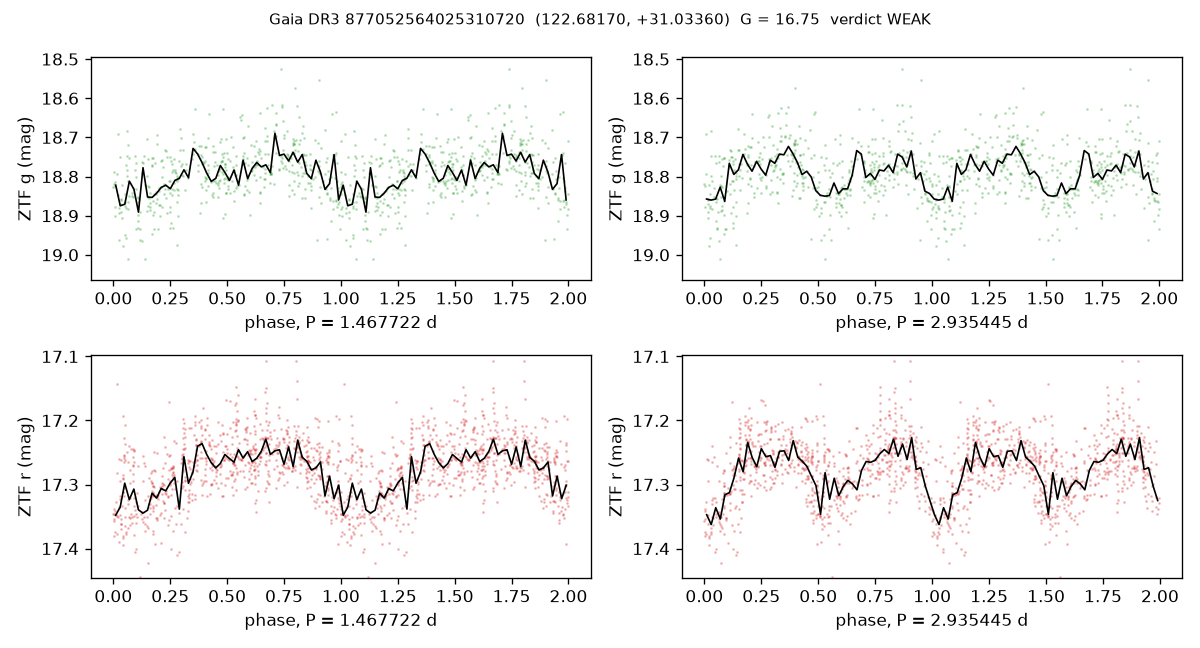 Gaia DR3 877052564025310720  (122.68170, +31.03360)  G = 16.75  verdict WEAK
ZTF g (mag)
18.5
18.6
18.7
18.8
18.9
19.0
0.00 0.25 0.50 0.75 1.00 1.25 1.50 1.75 2.00
phase, P = 1.467722 d
ZTF g (mag)
18.5
18.6
18.7
18.8
18.9
19.0
0.00 0.25 0.50 0.75 1.00 1.25 1.50 1.75 2.00
phase, P = 2.935445 d
ZTF r (mag)
17.1
17.2
17.3
17.4
0.00 0.25 0.50 0.75 1.00 1.25 1.50 1.75 2.00
phase, P = 1.467722 d
ZTF r (mag)
17.1
17.2
17.3
17.4
0.00 0.25 0.50 0.75 1.00 1.25 1.50 1.75 2.00
phase, P = 2.935445 d